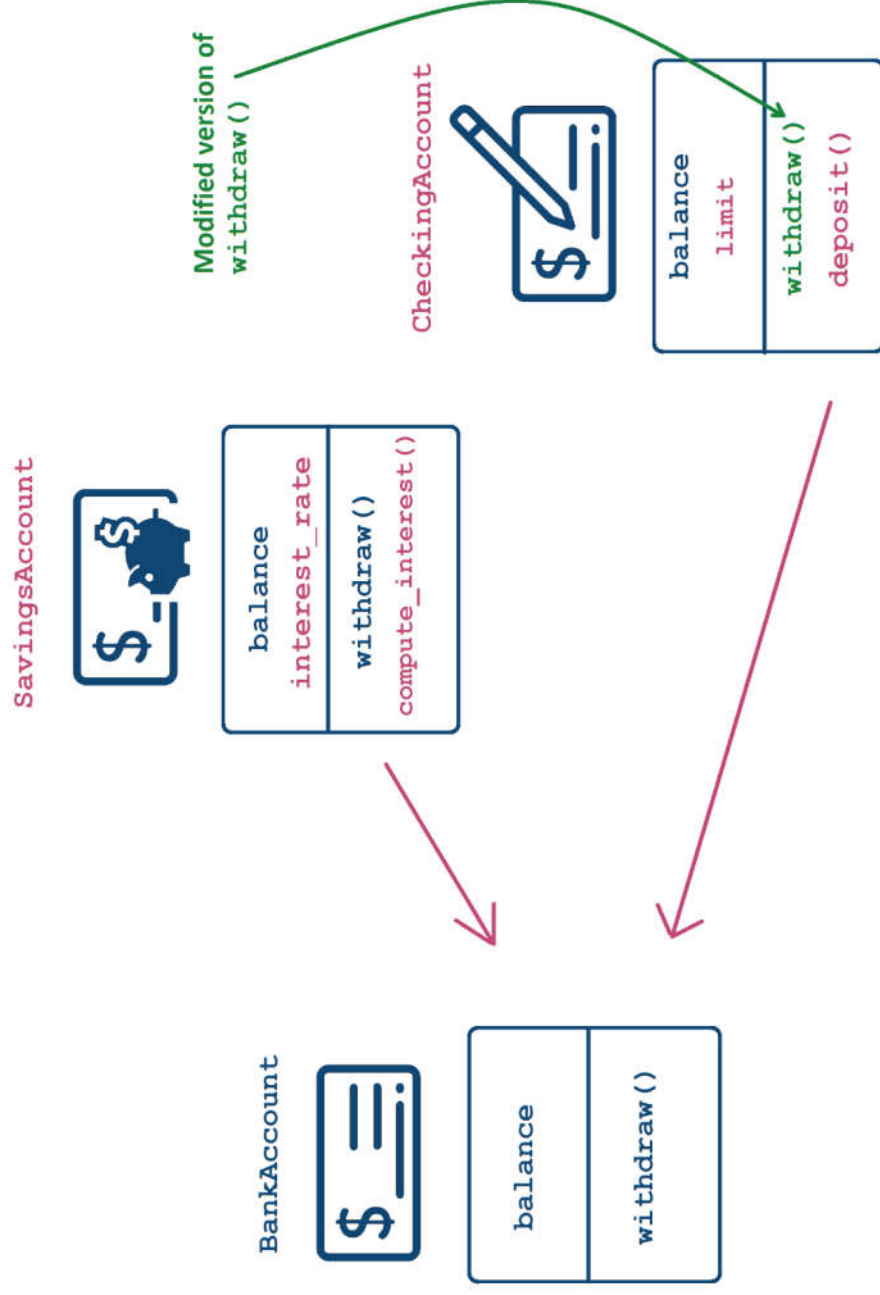 BankAccount
$
balance
withdraw()
SavingsAccount
$
$
balance
interest_rate
withdraw()
compute_interest()
Modified version of
withdraw()
CheckingAccount
$
balance
limit
withdraw()
deposit()